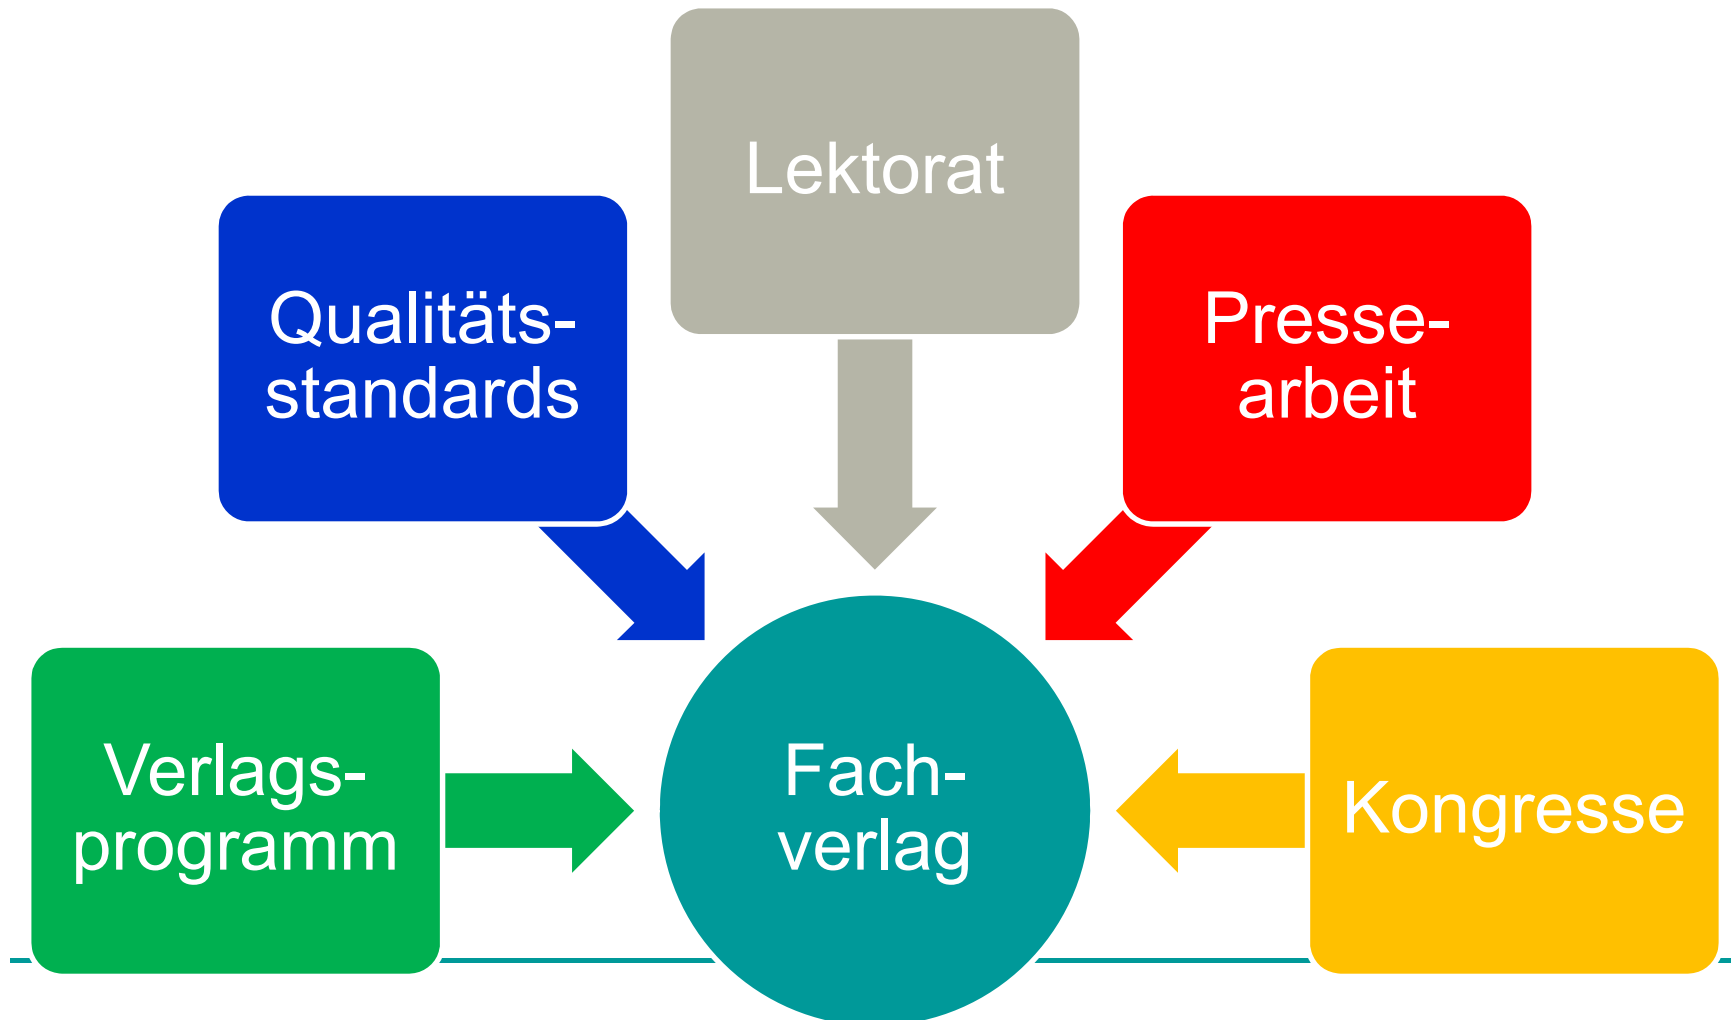 Lektorat
Qualitäts-
standards
Presse-
arbeit
Verlags-
programm
Fach-
verlag
Kongresse